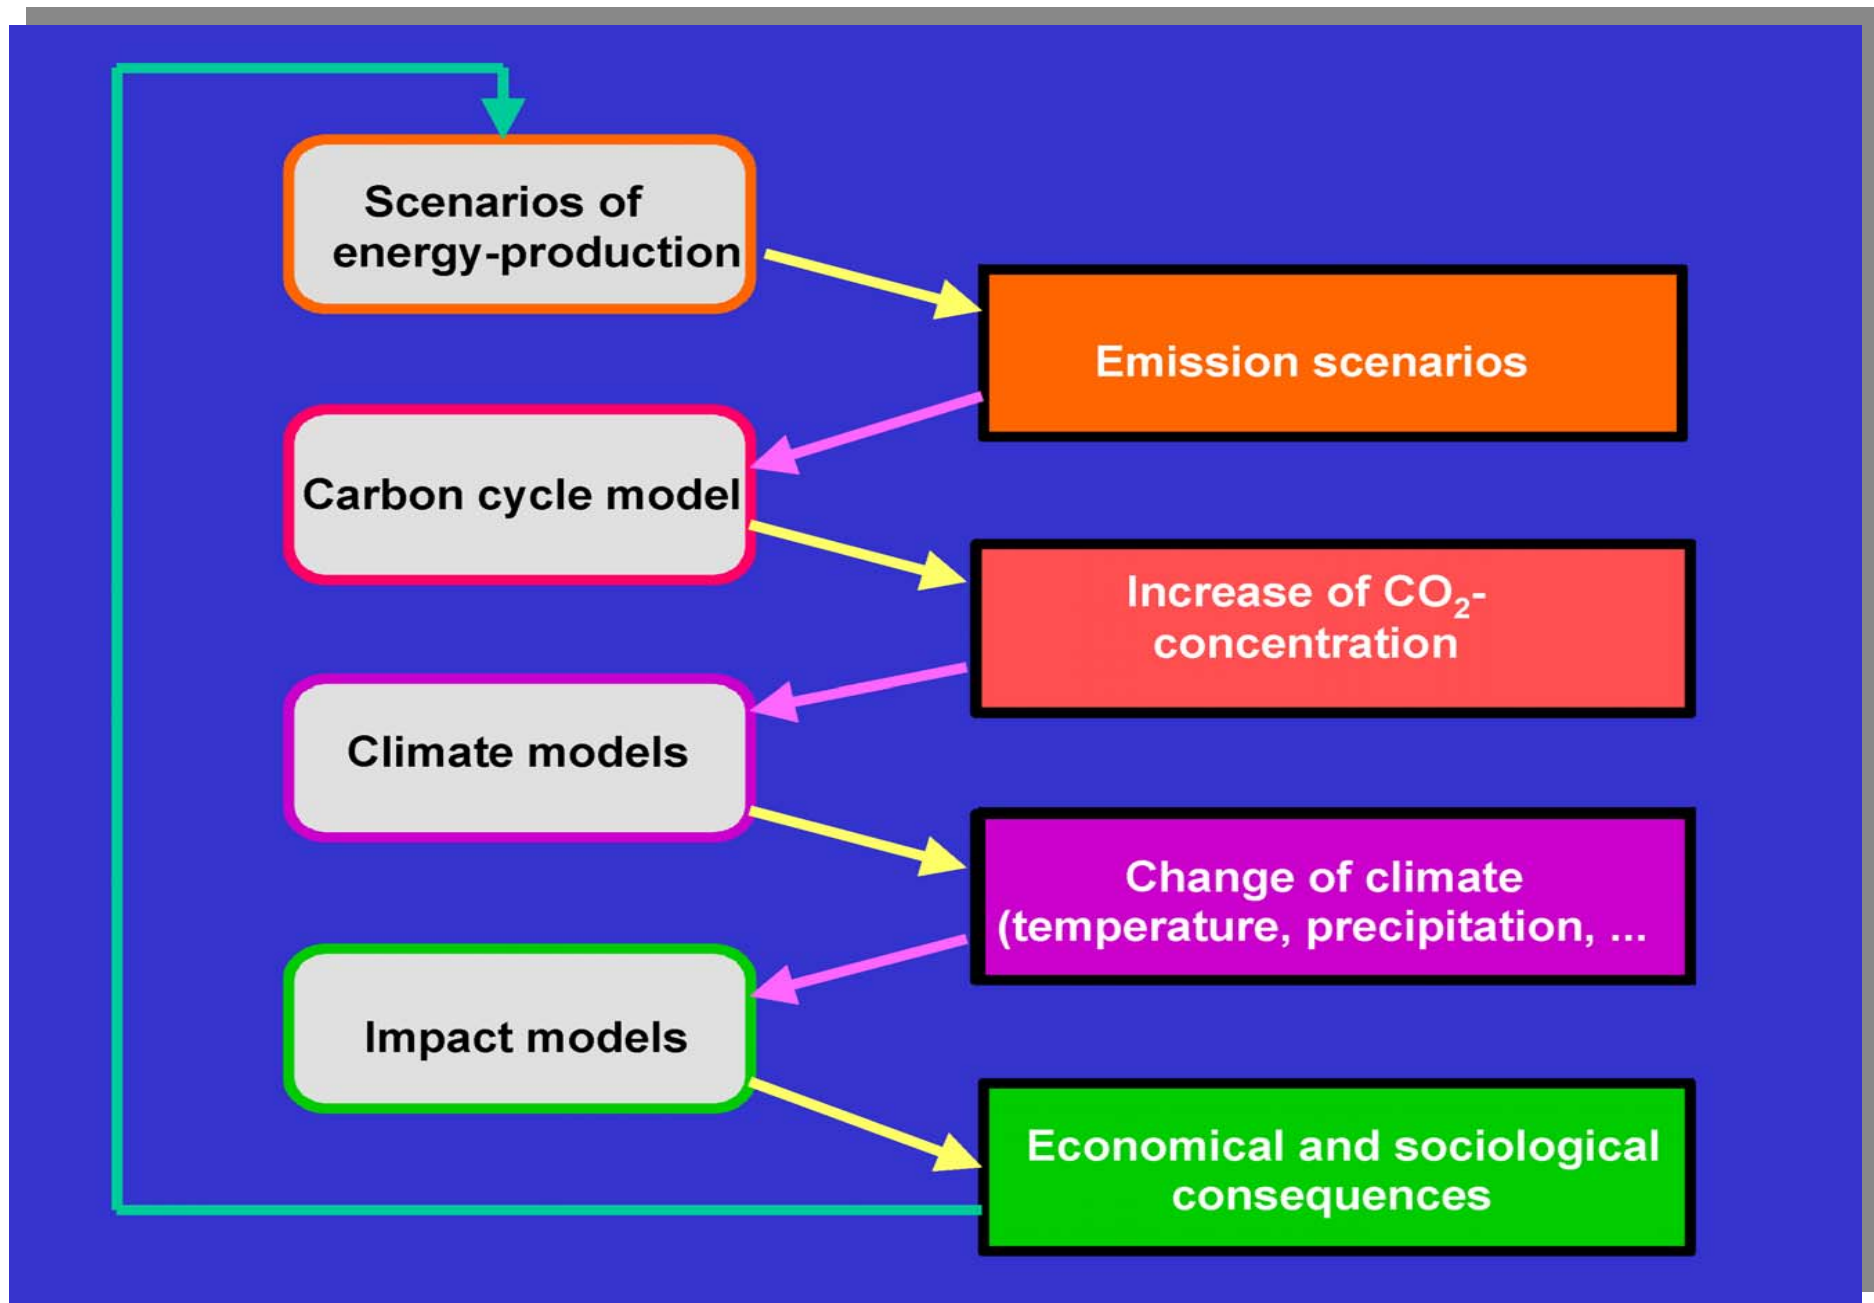 Scenarios of
energy-production
Emission scenarios
Carbon cycle model
Increase of CO₂-
concentration
Climate models
Change of climate
(temperature, precipitation, ...
Impact models
Economical and sociological
consequences